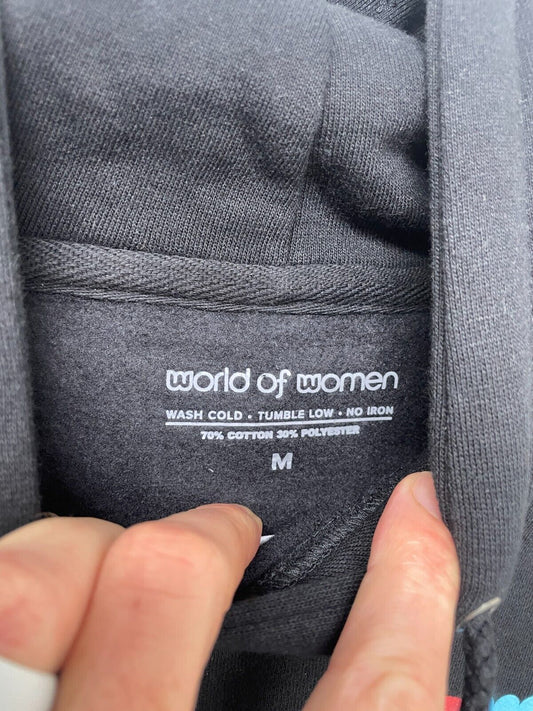 world of women
WASH COLD • TUMBLE LOW • NO IRON
70% COTTON 30% POLYESTER
M